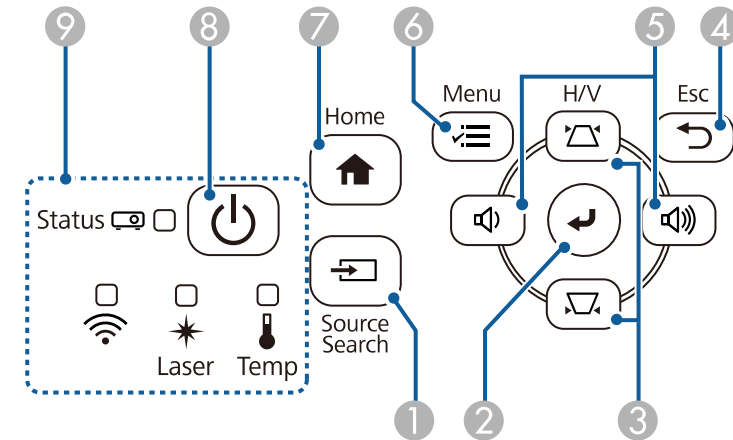 9
8
7
6
5
4
Home
Menu
H/V
Esc
Status
Source
Search
Laser
Temp
1
2
3